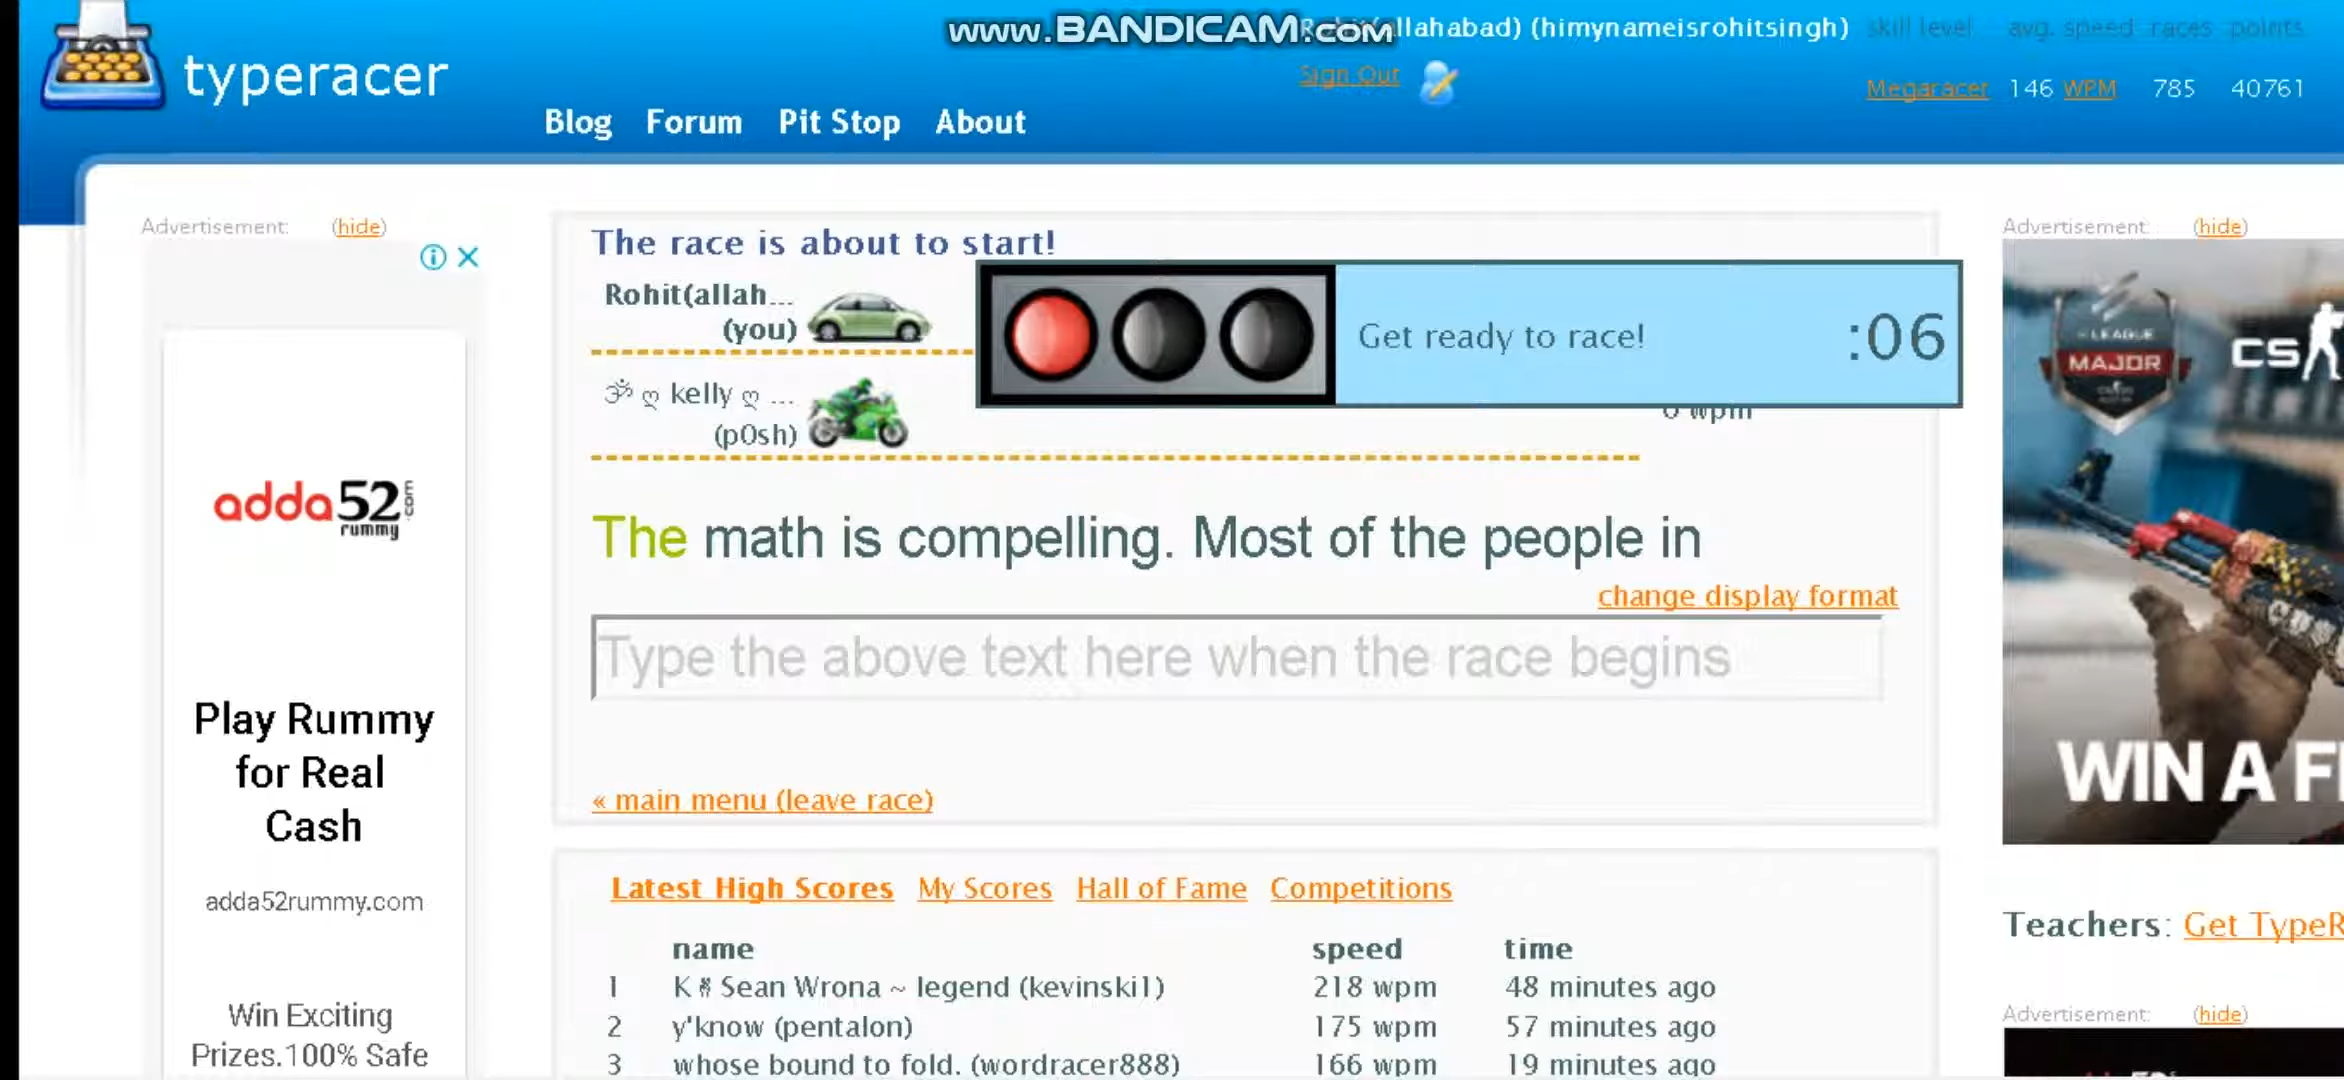 www.BANDICAM.com
llahabad) (himynameisrohitsingh)
skill level avg. speed races points
typeracer
Sign Out
Megaracer 146 WPM 785 40761
Blog Forum Pit Stop About
Advertisement: (hide)
The race is about to start!
Rohit(allah...
(you)
Get ready to race! :06
ॐ ღ kelly ღ ...
(p0sh)
0 wpm
adda52.com
rummy
Play Rummy
for Real
Cash
adda52rummy.com
Win Exciting
Prizes.100% Safe
The math is compelling. Most of the people in
change display format
Type the above text here when the race begins
« main menu (leave race)
Latest High Scores My Scores Hall of Fame Competitions
name speed time
1 K Sean Wrona ~ legend (kevinski1) 218 wpm 48 minutes ago
2 y'know (pentalon) 175 wpm 57 minutes ago
3 whose bound to fold. (wordracer888) 166 wpm 19 minutes ago
Advertisement: (hide)
ELEAGUE
MAJOR
CS
WIN A F
Teachers: Get TypeR
Advertisement: (hide)